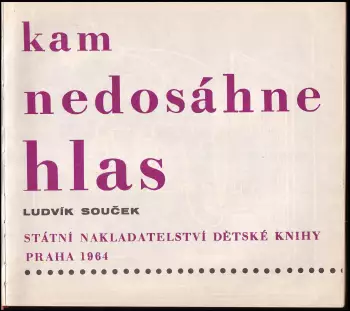 kam
nedosáhne
hlas
LUDVÍK SOUČEK
STÁTNÍ NAKLADATELSTVÍ DĚTSKÉ KNIHY
PRAHA 1964